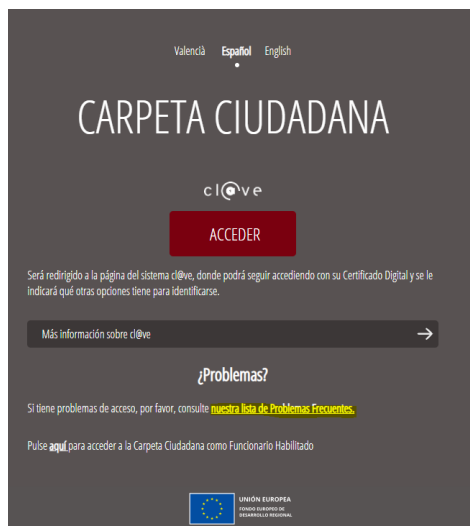 Valencià Español English
CARPETA CIUDADANA
cl@ve
ACCEDER
Será redirigido a la página del sistema cl@ve, donde podrá seguir accediendo con su Certificado Digital y se le
indicará qué otras opciones tiene para identificarse.
Más información sobre cl@ve →
¿Problemas?
Si tiene problemas de acceso, por favor, consulte nuestra lista de Problemas Frecuentes.
Pulse aquí para acceder a la Carpeta Ciudadana como Funcionario Habilitado
UNIÓN EUROPEA
FONDO EUROPEO DE
DESARROLLO REGIONAL